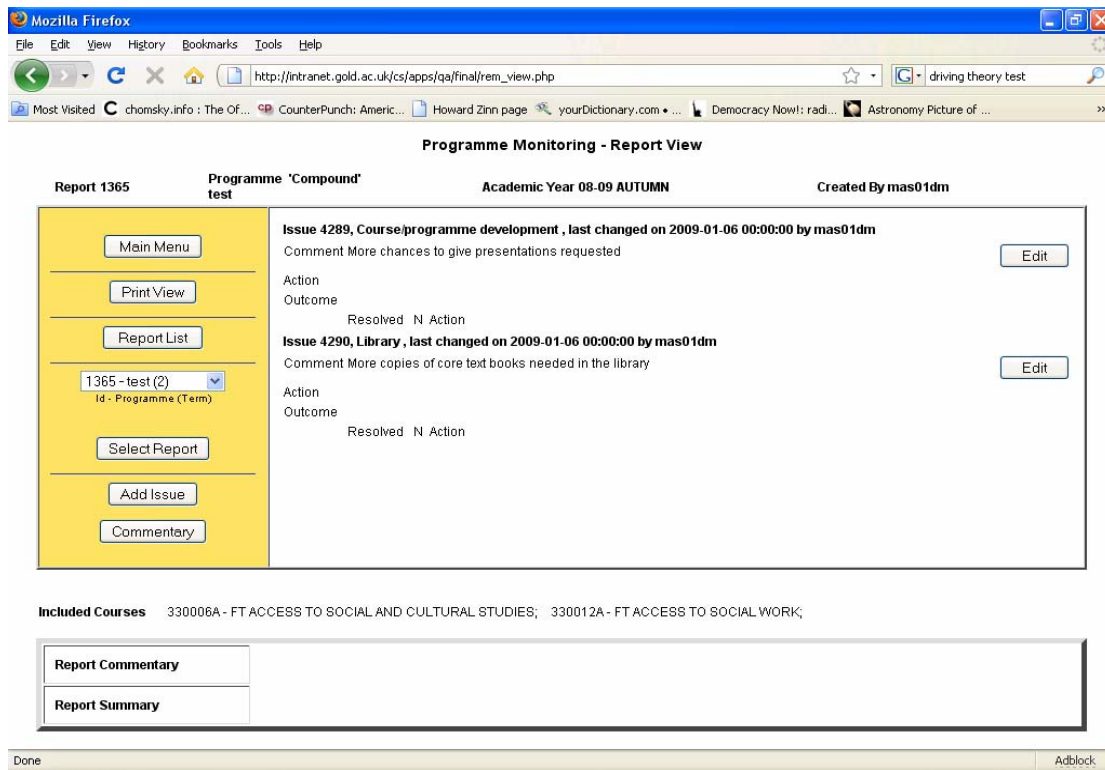 Mozilla Firefox
File Edit View History Bookmarks Tools Help
http://intranet.gold.ac.uk/cs/apps/qa/final/rem_view.php
G driving theory test
Most Visited C chomsky.info : The Of... CP CounterPunch: Americ... Howard Zinn page yourDictionary.com • ... Democracy Now!: radi... Astronomy Picture of ... »
Programme Monitoring - Report View
Report 1365
Programme 'Compound'
test
Academic Year 08-09 AUTUMN
Created By mas01dm
Main Menu
Print View
Report List
1365 - test (2)
Id - Programme (Term)
Select Report
Add Issue
Commentary
Issue 4289, Course/programme development , last changed on 2009-01-06 00:00:00 by mas01dm
Comment More chances to give presentations requested
Edit
Action
Outcome
Resolved N Action
Issue 4290, Library , last changed on 2009-01-06 00:00:00 by mas01dm
Comment More copies of core text books needed in the library
Edit
Action
Outcome
Resolved N Action
Included Courses 330006A - FT ACCESS TO SOCIAL AND CULTURAL STUDIES; 330012A - FT ACCESS TO SOCIAL WORK;
Report Commentary
Report Summary
Done
Adblock